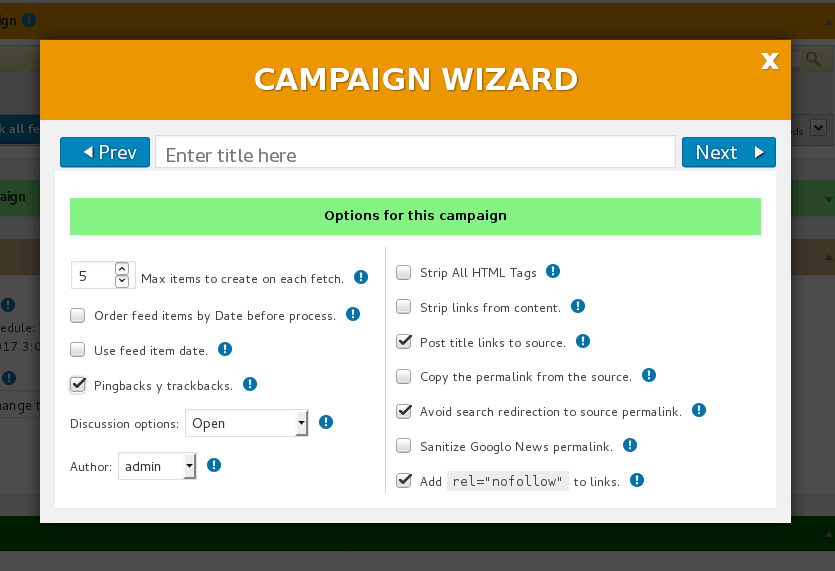 ign
X
CAMPAIGN WIZARD
Prev
Enter title here
Next
k all fe
ds
Options for this campaign
aign
5
Max items to create on each fetch.
Order feed items by Date before process.
Use feed item date.
Pingbacks y trackbacks.
Discussion options: Open
Author: admin
Strip All HTML Tags
Strip links from content.
Post title links to source.
Copy the permalink from the source.
Avoid search redirection to source permalink.
Sanitize Googlo News permalink.
Add rel="nofollow" to links.
edule:
017 3:0
hange t